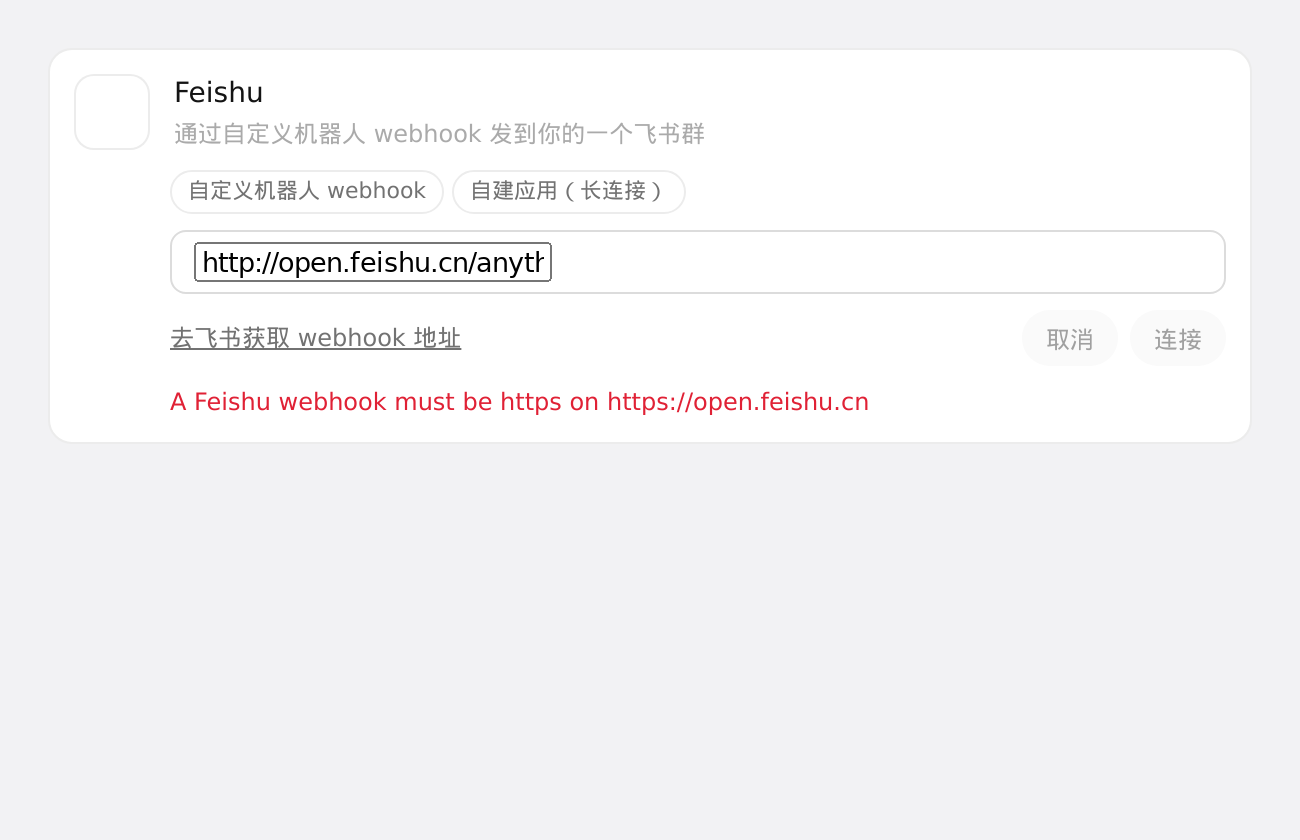 Feishu
通过自定义机器人 webhook 发到你的一个飞书群
自定义机器人 webhook
自建应用（长连接）
http://open.feishu.cn/anyth
去飞书获取 webhook 地址
取消
连接
A Feishu webhook must be https on https://open.feishu.cn